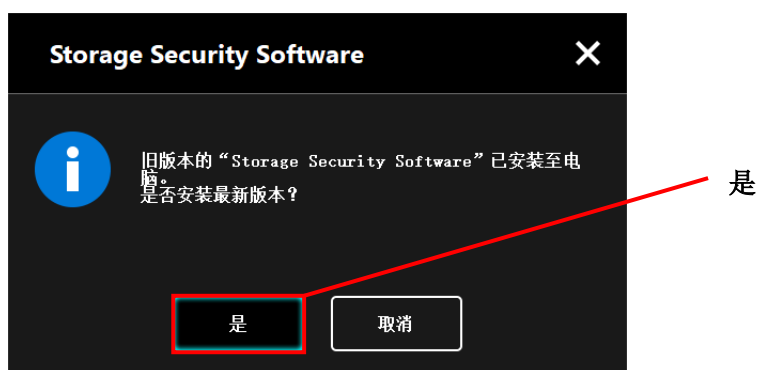 Storage Security Software
旧版本的“Storage Security Software”已安装至电
脑。
是否安装最新版本？
是
是
取消